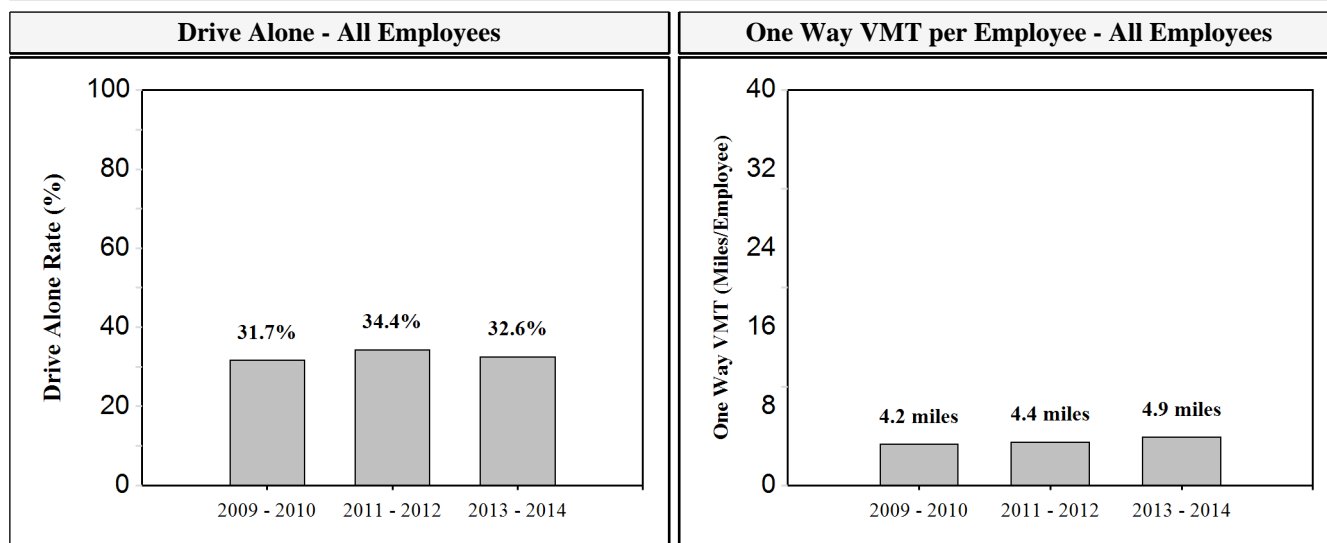 Drive Alone - All Employees
One Way VMT per Employee - All Employees
Drive Alone Rate (%)
100
80
60
40
20
0
31.7%
34.4%
32.6%
2009 - 2010
2011 - 2012
2013 - 2014
One Way VMT (Miles/Employee)
40
32
24
16
8
0
4.2 miles
4.4 miles
4.9 miles
2009 - 2010
2011 - 2012
2013 - 2014